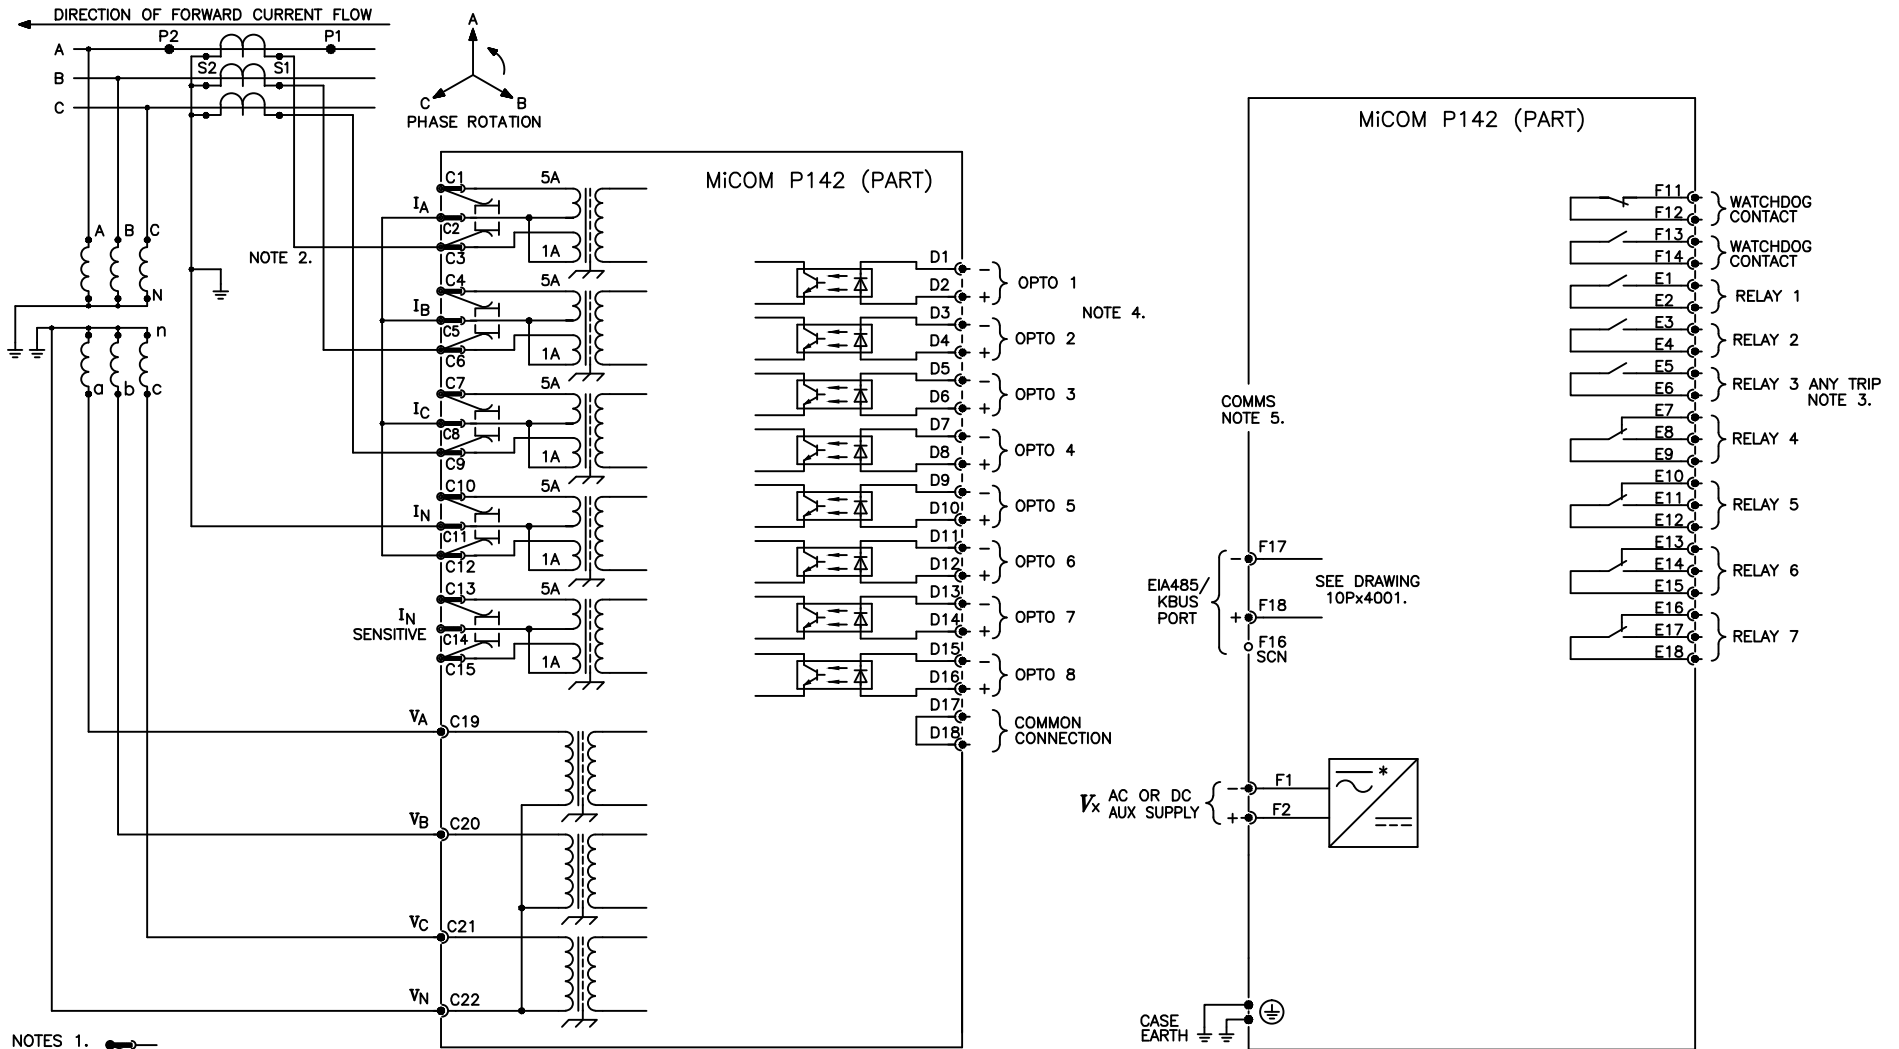 DIRECTION OF FORWARD CURRENT FLOW
A
P2
P1
S2
S1
B
C
A
C
B
PHASE ROTATION
A
B
C
N
NOTE 2.
n
a
b
c
MiCOM P142 (PART)
C1
5A
IA
C2
C3
1A
C4
5A
IB
C5
C6
1A
C7
5A
IC
C8
C9
1A
C10
5A
IN
C11
C12
1A
C13
5A
IN
SENSITIVE
C14
C15
1A
VA
C19
VB
C20
VC
C21
VN
C22
D1
-
D2
+
OPTO 1
NOTE 4.
D3
-
D4
+
OPTO 2
D5
-
D6
+
OPTO 3
D7
-
D8
+
OPTO 4
D9
-
D10
+
OPTO 5
D11
-
D12
+
OPTO 6
D13
-
D14
+
OPTO 7
D15
-
D16
+
OPTO 8
D17
D18
COMMON
CONNECTION
MiCOM P142 (PART)
F11
F12
WATCHDOG
CONTACT
F13
F14
WATCHDOG
CONTACT
E1
E2
RELAY 1
E3
E4
RELAY 2
E5
E6
RELAY 3 ANY TRIP
NOTE 3.
E7
E8
E9
RELAY 4
E10
E11
E12
RELAY 5
E13
E14
E15
RELAY 6
E16
E17
E18
RELAY 7
COMMS
NOTE 5.
EIA485/
KBUS
PORT
-
F17
+
F18
F16
SCN
SEE DRAWING
10Px4001.
Vx AC OR DC
AUX SUPPLY
-
F1
+
F2
*
CASE
EARTH
NOTES 1.